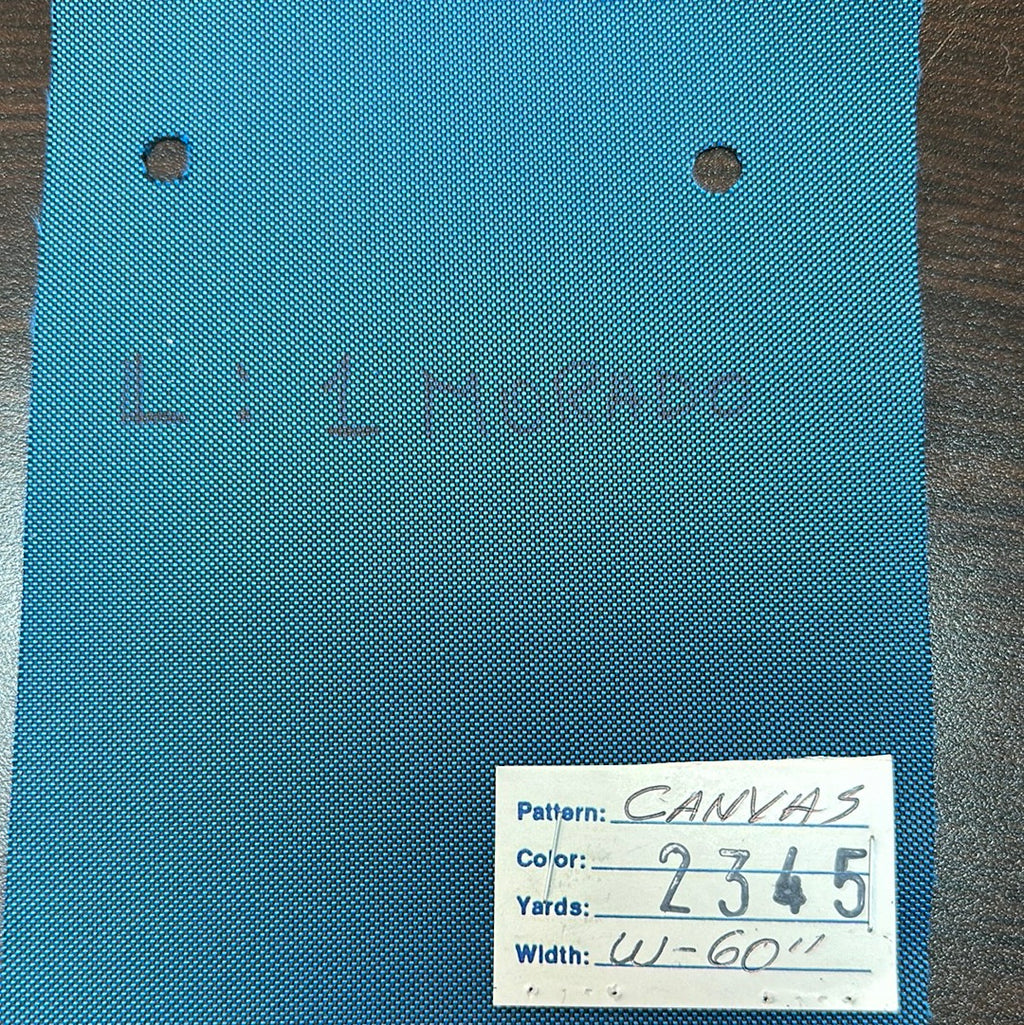 L: 1 MORADO
Pattern: CANVAS
Color:
2345
Yards:
Width: W-60"